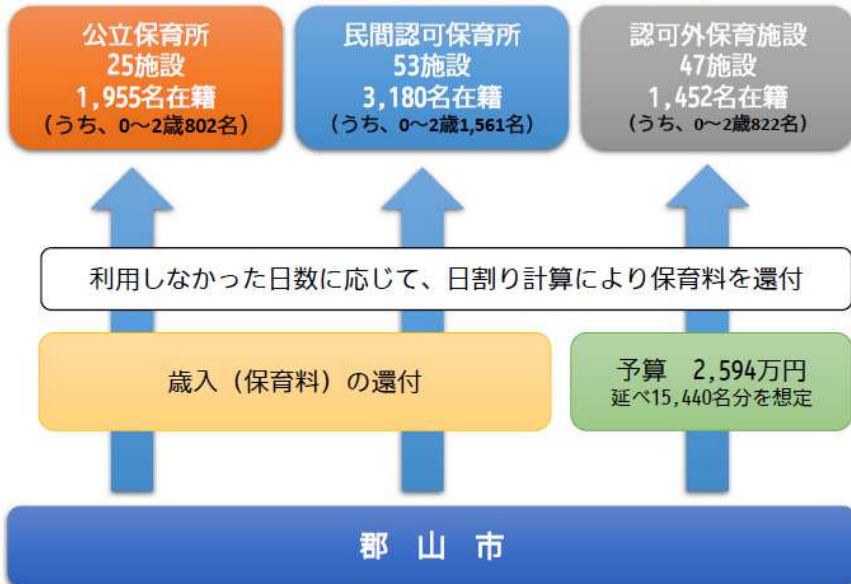 公立保育所
25施設
1,955名在籍
（うち、0～2歳802名）
民間認可保育所
53施設
3,180名在籍
（うち、0～2歳1,561名）
認可外保育施設
47施設
1,452名在籍
（うち、0～2歳822名）
利用しなかった日数に応じて、日割り計算により保育料を還付
歳入（保育料）の還付
予算　2,594万円
延べ15,440名分を想定
郡　山　市